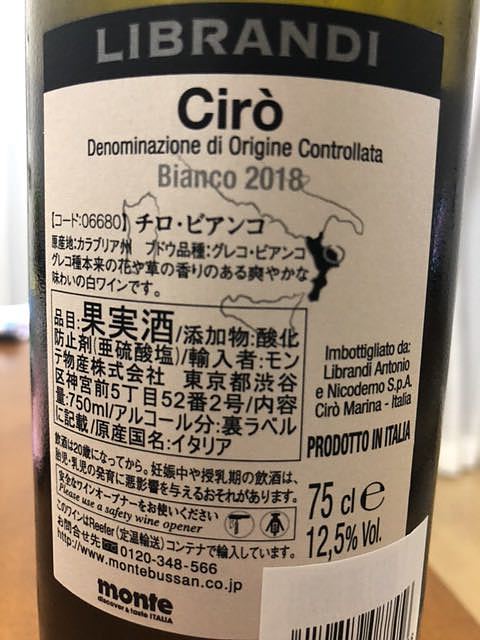 LIBRANDI
Cirò
Denominazione di Origine Controllata
Bianco 2018
【コード:06680】チロ・ビアンコ
原産地:カラブリア州 ブドウ品種:グレコ・ビアンコ
グレコ種本来の花や草の香りのある爽やかな
味わいの白ワインです。
品目:果実酒/添加物:酸化
防止剤(亜硫酸塩)/輸入者:モン
テ物産株式会社 東京都渋谷
区神宮前5丁目52番2号/内容
量:750ml/アルコール分:裏ラベル
に記載/原産国名:イタリア
Imbottigliato da:
Librandi Antonio
e Nicodemo S.p.A.
Cirò Marina - Italia
PRODOTTO IN ITALIA
飲酒は20歳になってから。妊娠中や授乳期の飲酒は、
胎児・乳児の発育に悪影響を与えるおそれがあります。
安全なワインオープナーをお使いください
Please use a safety wine opener
このワインはReefer(定温輸送)コンテナで輸入しています。
お問合せ先 0120-348-566
http://www.montebussan.co.jp
monte
discover & taste ITALIA
75 cl e
12,5% Vol.